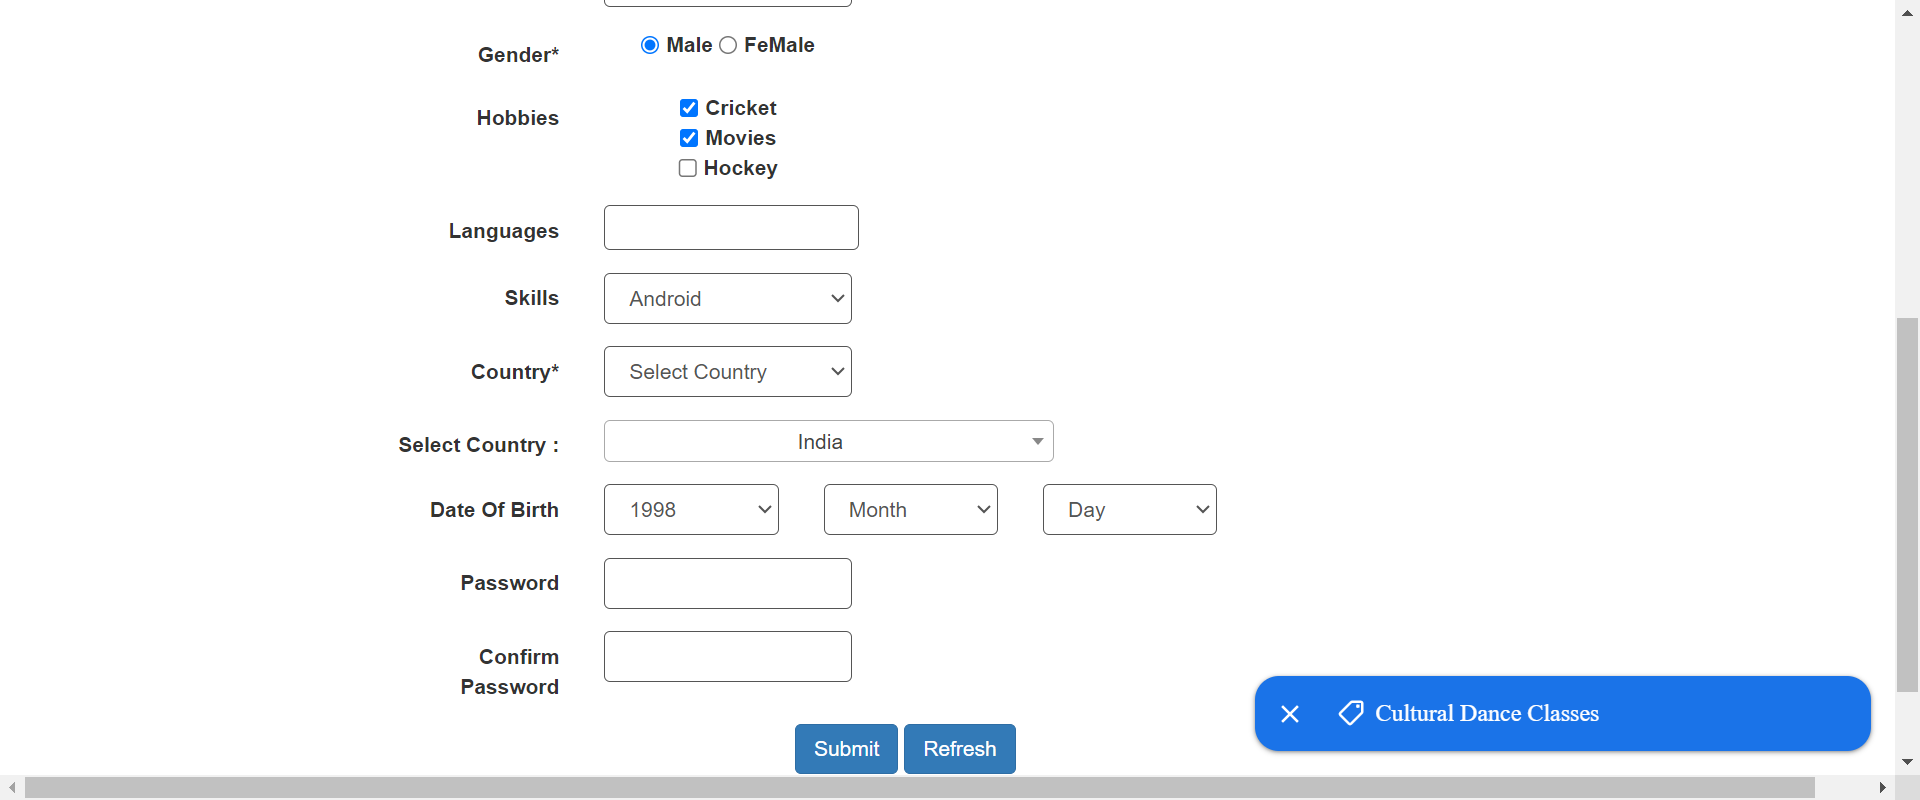 Gender* Male FeMale
Hobbies Cricket
Movies
Hockey
Languages
Skills Android
Country* Select Country
Select Country : India
Date Of Birth 1998 Month Day
Password
Confirm
Password
Cultural Dance Classes
Submit Refresh